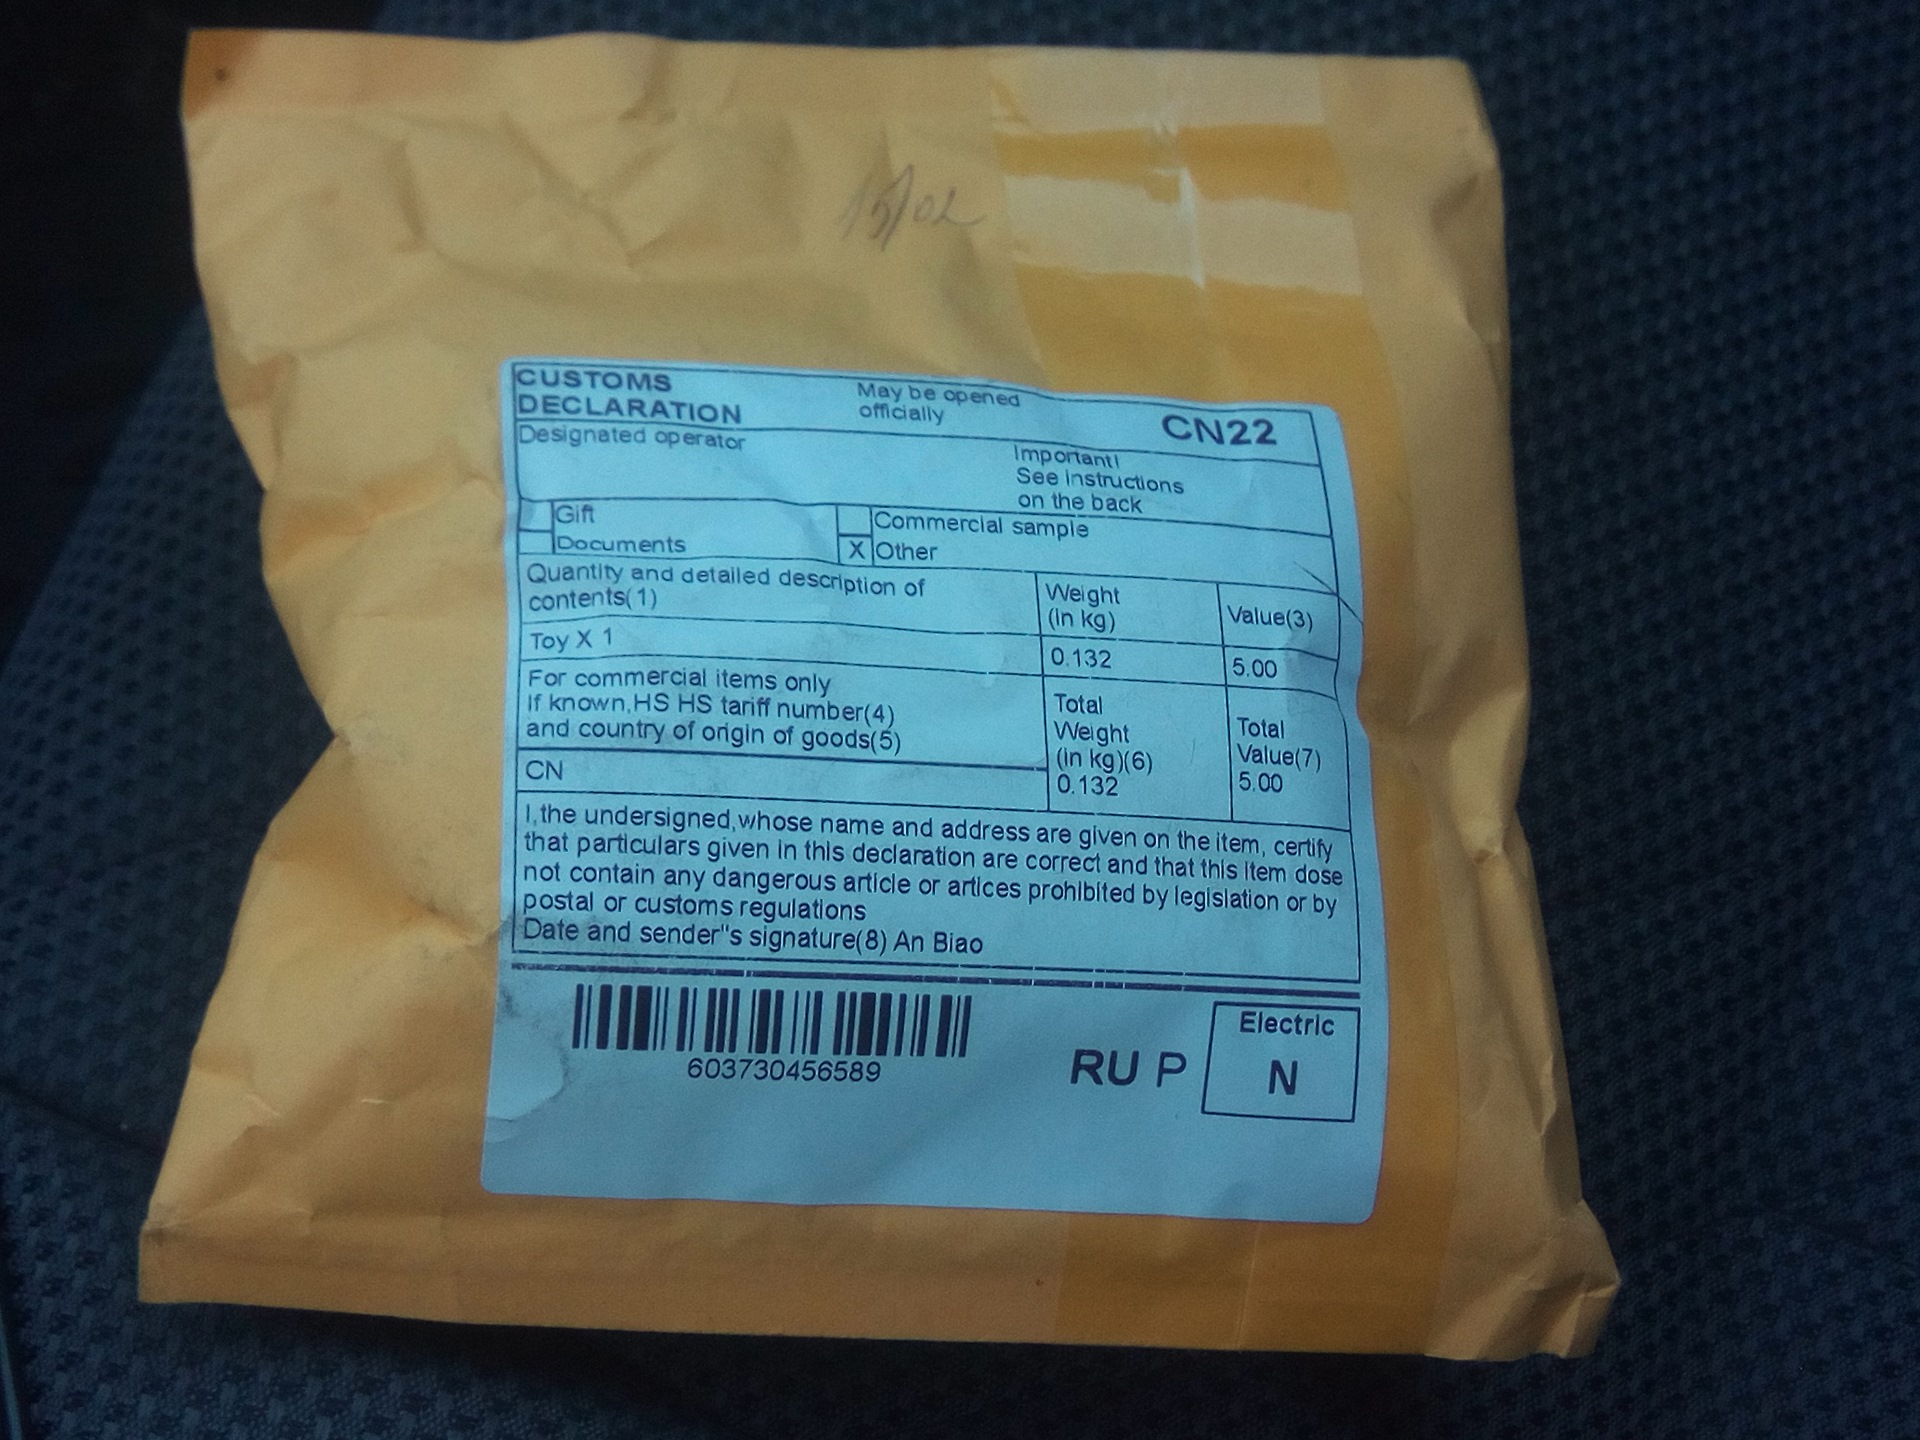 15/02
CUSTOMS
DECLARATION
May be opened
officially
CN22
Designated operator
Important!
See instructions
on the back
Gift
Commercial sample
Documents
X Other
Quantity and detailed description of
contents(1)
Weight
(in kg)
Value(3)
Toy X 1
0.132
5.00
For commercial items only
If known,HS HS tariff number(4)
and country of origin of goods(5)
Total
Weight
(in kg)(6)
0.132
Total
Value(7)
5.00
CN
I,the undersigned,whose name and address are given on the item, certify
that particulars given in this declaration are correct and that this item dose
not contain any dangerous article or artices prohibited by legislation or by
postal or customs regulations
Date and sender"s signature(8) An Biao
603730456589
RU P
Electric
N